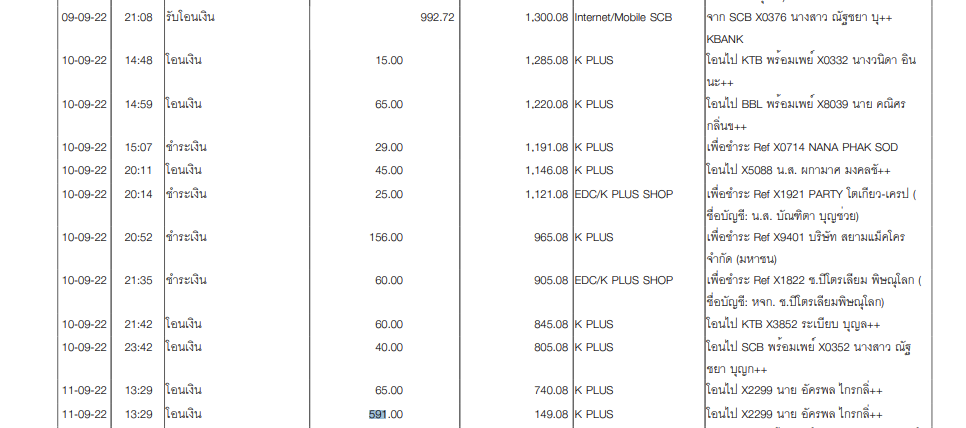 09-09-22 21:08 รับโอนเงิน 992.72 1,300.08 Internet/Mobile SCB จาก SCB X0376 นางสาว ณัฐชยา บุ++
KBANK
10-09-22 14:48 โอนเงิน 15.00 1,285.08 K PLUS โอนไป KTB พร้อมเพย์ X0332 นางวนิดา อิน
นะ++
10-09-22 14:59 โอนเงิน 65.00 1,220.08 K PLUS โอนไป BBL พร้อมเพย์ X8039 นาย คณิศร
กลิ่นข++
10-09-22 15:07 ชำระเงิน 29.00 1,191.08 K PLUS เพื่อชำระ Ref X0714 NANA PHAK SOD
10-09-22 20:11 โอนเงิน 45.00 1,146.08 K PLUS โอนไป X5088 น.ส. ผกามาศ มงคลชั++
10-09-22 20:14 ชำระเงิน 25.00 1,121.08 EDC/K PLUS SHOP เพื่อชำระ Ref X1921 PARTY โตเกียว-เครป (
ชื่อบัญชี: น.ส. บัณฑิตา บุญช่วย)
10-09-22 20:52 ชำระเงิน 156.00 965.08 K PLUS เพื่อชำระ Ref X9401 บริษัท สยามแม็คโคร
จำกัด (มหาชน)
10-09-22 21:35 ชำระเงิน 60.00 905.08 EDC/K PLUS SHOP เพื่อชำระ Ref X1822 ช.ปิโตรเลียม พิษณุโลก (
ชื่อบัญชี: หจก. ช.ปิโตรเลียมพิษณุโลก)
10-09-22 21:42 โอนเงิน 60.00 845.08 K PLUS โอนไป KTB X3852 ระเบียบ บุญล++
10-09-22 23:42 โอนเงิน 40.00 805.08 K PLUS โอนไป SCB พร้อมเพย์ X0352 นางสาว ณัฐ
ชยา บุญก++
11-09-22 13:29 โอนเงิน 65.00 740.08 K PLUS โอนไป X2299 นาย อัครพล ไกรกลิ่++
11-09-22 13:29 โอนเงิน 591.00 149.08 K PLUS โอนไป X2299 นาย อัครพล ไกรกลิ่++